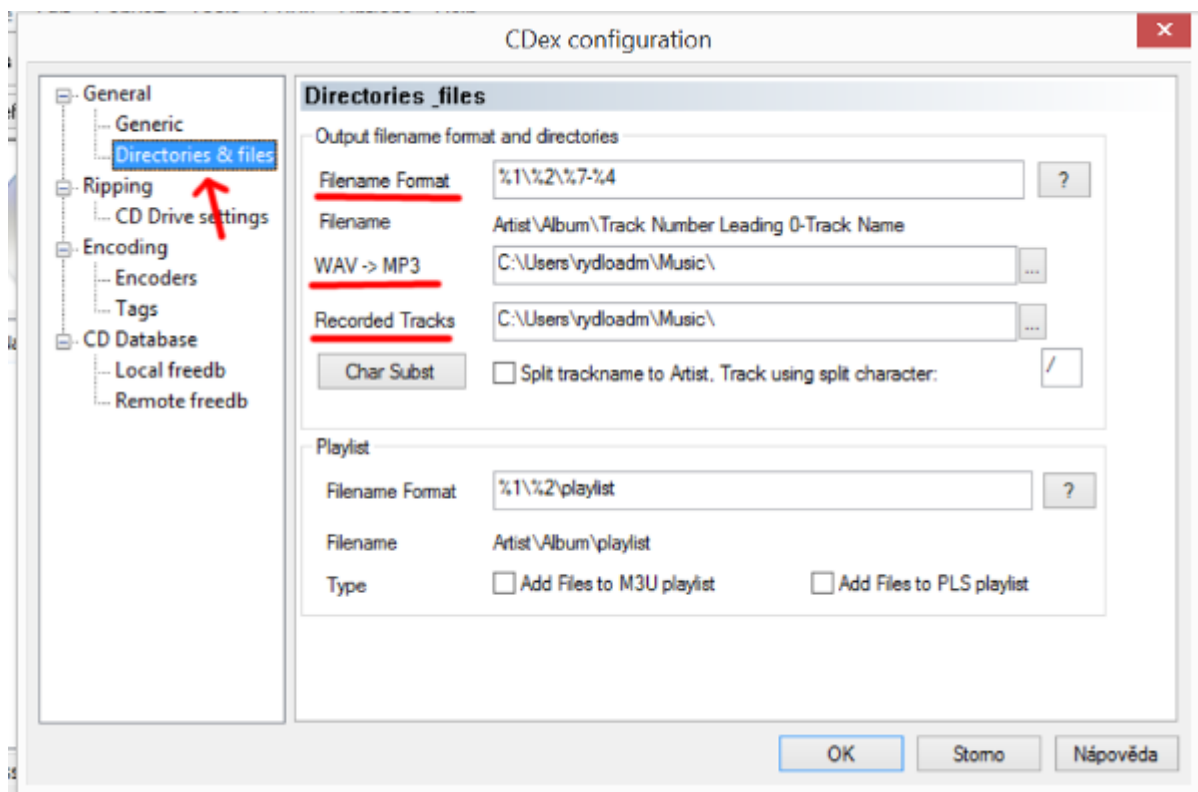 CDex configuration
General
Generic
Directories & files
Ripping
CD Drive settings
Encoding
Encoders
Tags
CD Database
Local freedb
Remote freedb
Directories _files
Output filename format and directories
Filename Format %1\%2\%7-%4 ?
Filename Artist\Album\Track Number Leading 0-Track Name
WAV -> MP3 C:\Users\rydloadm\Music\ ...
Recorded Tracks C:\Users\rydloadm\Music\ ...
Char Subst Split trackname to Artist, Track using split character: /
Playlist
Filename Format %1\%2\playlist ?
Filename Artist\Album\playlist
Type Add Files to M3U playlist Add Files to PLS playlist
OK Storno Nápověda